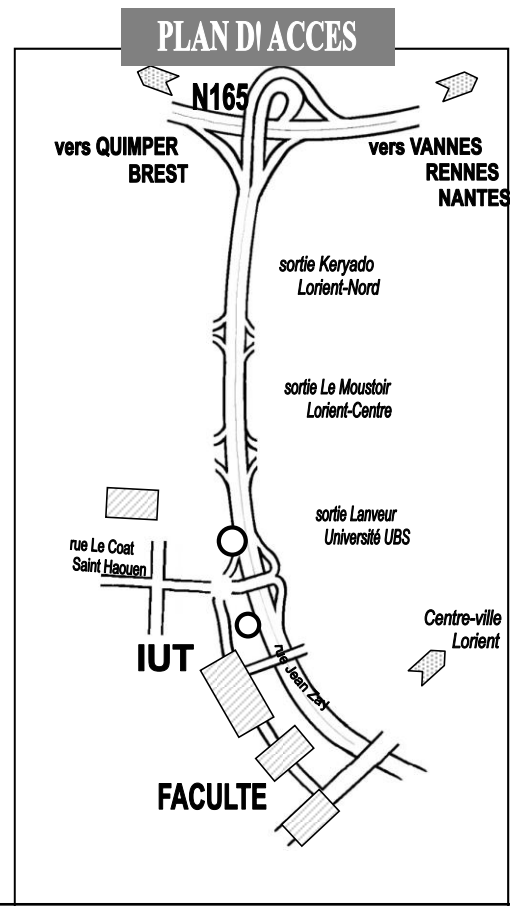 PLAN D! ACCES
N165
vers QUIMPER
BREST
vers VANNES
RENNES
NANTES
sortie Keryado
Lorient-Nord
sortie Le Moustoir
Lorient-Centre
sortie Lanveur
Université UBS
rue Le Coat
Saint Haouen
Centre-ville
Lorient
IUT
rue Jean Zay
FACULTE